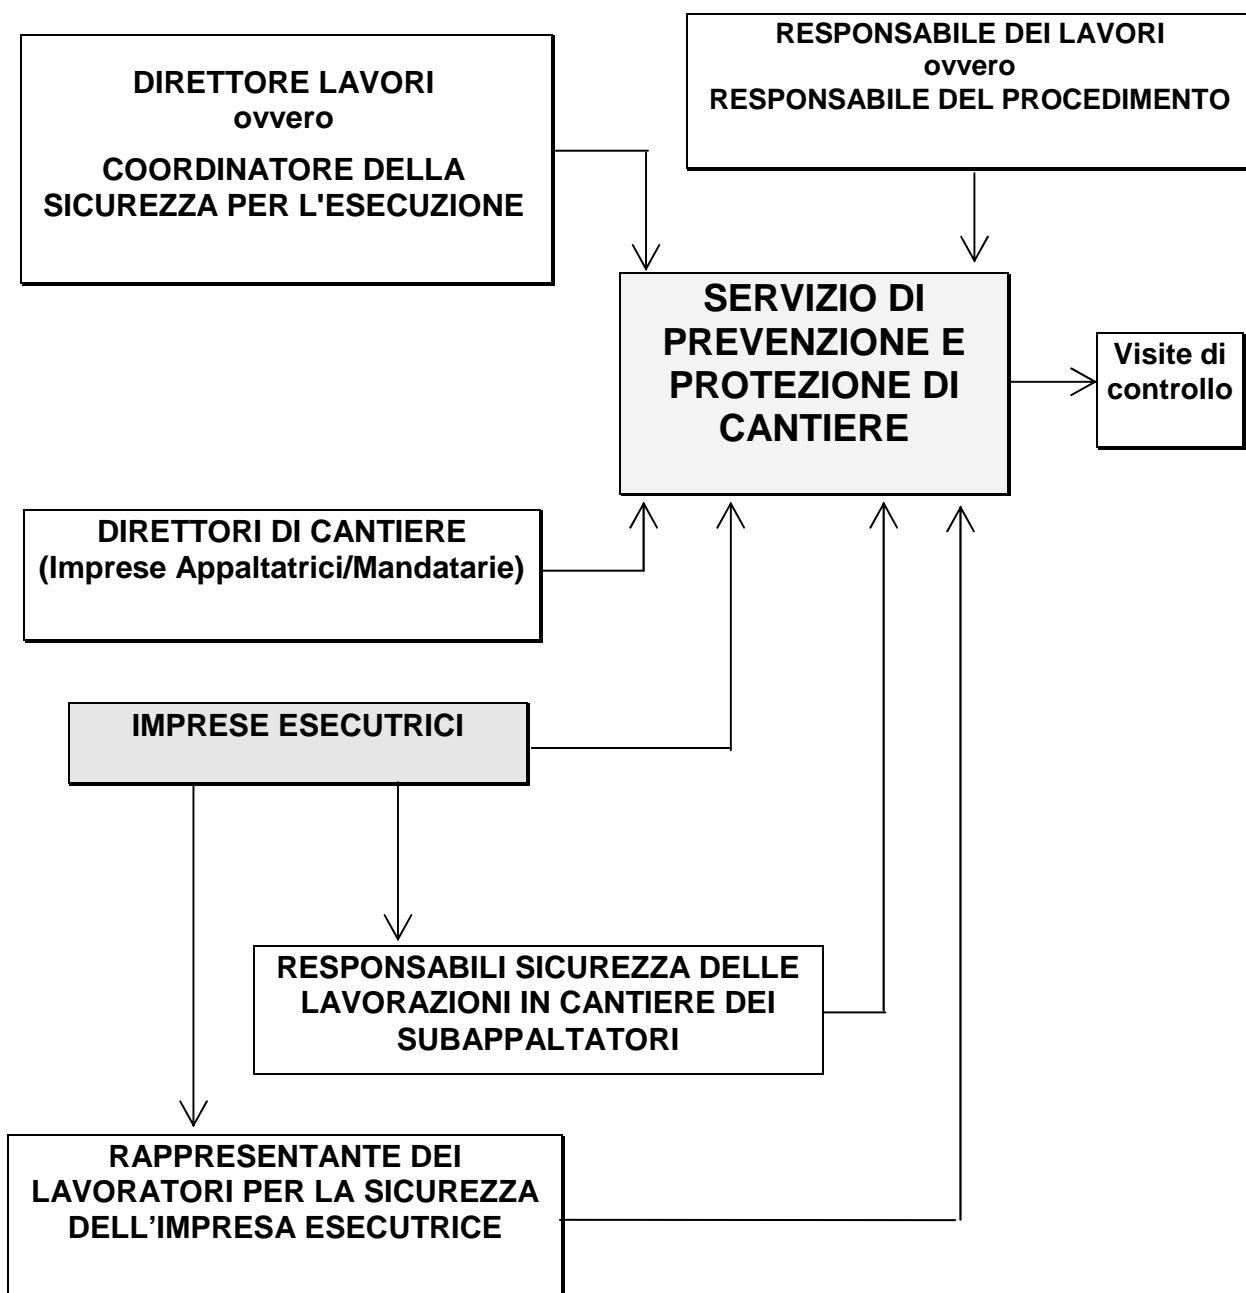 DIRETTORE LAVORI
ovvero
COORDINATORE DELLA
SICUREZZA PER L'ESECUZIONE
RESPONSABILE DEI LAVORI
ovvero
RESPONSABILE DEL PROCEDIMENTO
SERVIZIO DI
PREVENZIONE E
PROTEZIONE DI
CANTIERE
Visite di
controllo
DIRETTORI DI CANTIERE
(Imprese Appaltatrici/Mandatarie)
IMPRESE ESECUTRICI
RESPONSABILI SICUREZZA DELLE
LAVORAZIONI IN CANTIERE DEI
SUBAPPALTATORI
RAPPRESENTANTE DEI
LAVORATORI PER LA SICUREZZA
DELL’IMPRESA ESECUTRICE